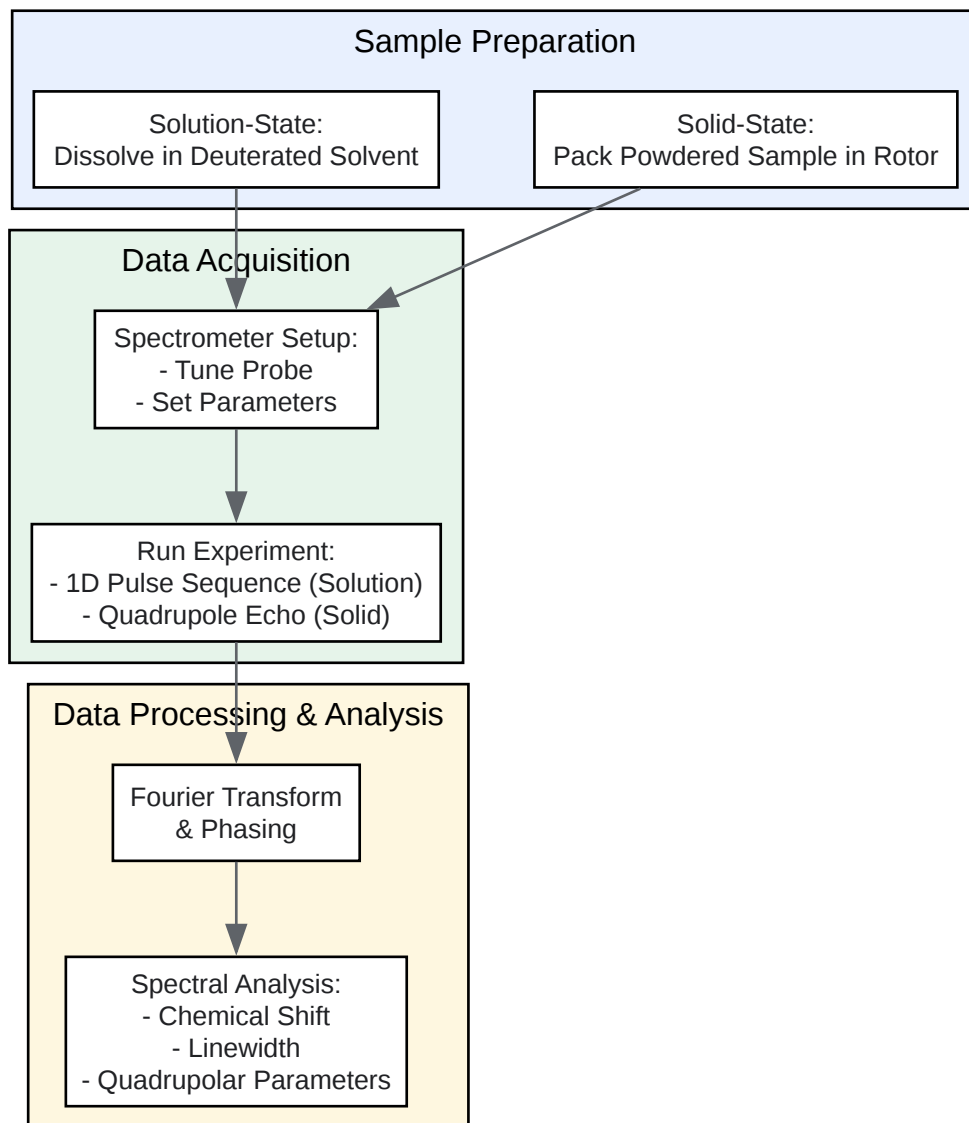 Sample Preparation
Solution-State:
Dissolve in Deuterated Solvent
Solid-State:
Pack Powdered Sample in Rotor
Data Acquisition
Spectrometer Setup:
- Tune Probe
- Set Parameters
Run Experiment:
- 1D Pulse Sequence (Solution)
- Quadrupole Echo (Solid)
Data Processing & Analysis
Fourier Transform
& Phasing
Spectral Analysis:
- Chemical Shift
- Linewidth
- Quadrupolar Parameters